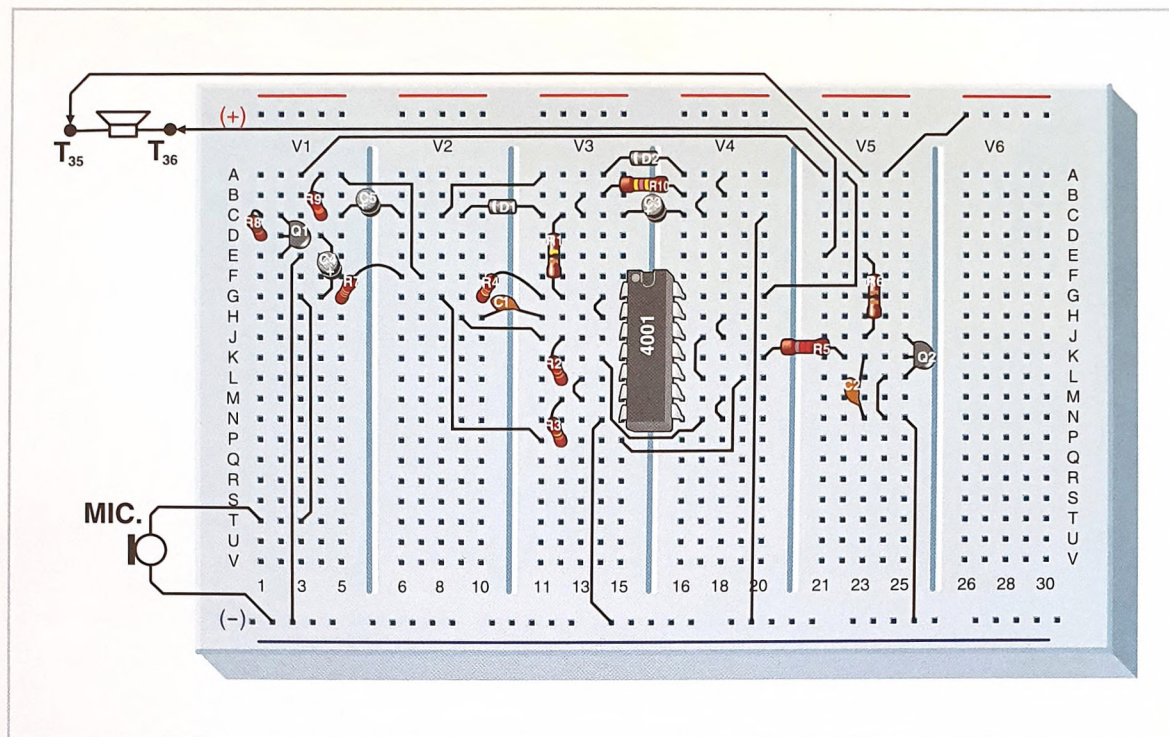 (+)
T35
T36
V1 V2 V3 V4 V5 V6
A A
B B
C C
D D
E E
F F
G G
H H
J J
K K
L L
M M
N N
P P
Q Q
R R
S S
T T
U U
V V
D2
R10
R9
C5
D1
R8
Q1
R1
R7
R4
C1
R6
4001
R5
Q2
R2
C2
R3
MIC.
1 3 5 6 8 10 11 13 15 16 18 20 21 23 25 26 28 30
(−)